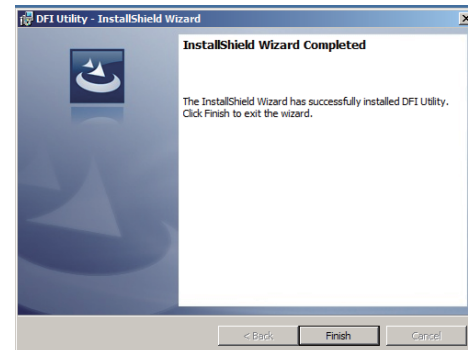 DFI Utility - InstallShield Wizard
InstallShield Wizard Completed
The InstallShield Wizard has successfully installed DFI Utility.
Click Finish to exit the wizard.
< Back
Finish
Cancel